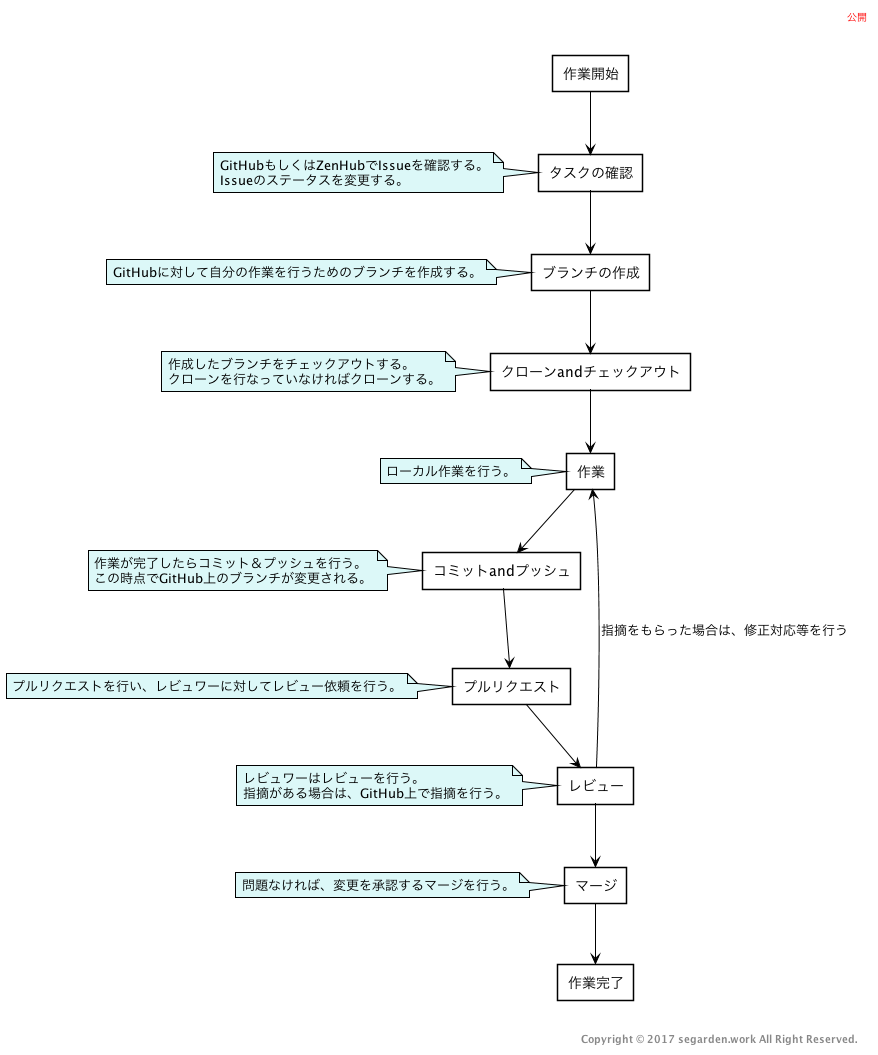 公開
作業開始
GitHubもしくはZenHubでIssueを確認する。
Issueのステータスを変更する。
タスクの確認
GitHubに対して自分の作業を行うためのブランチを作成する。
ブランチの作成
作成したブランチをチェックアウトする。
クローンを行なっていなければクローンする。
クローンandチェックアウト
ローカル作業を行う。
作業
作業が完了したらコミット＆プッシュを行う。
この時点でGitHub上のブランチが変更される。
コミットandプッシュ
指摘をもらった場合は、修正対応等を行う
プルリクエストを行い、レビュワーに対してレビュー依頼を行う。
プルリクエスト
レビュワーはレビューを行う。
指摘がある場合は、GitHub上で指摘を行う。
レビュー
問題なければ、変更を承認するマージを行う。
マージ
作業完了
Copyright © 2017 segarden.work All Right Reserved.